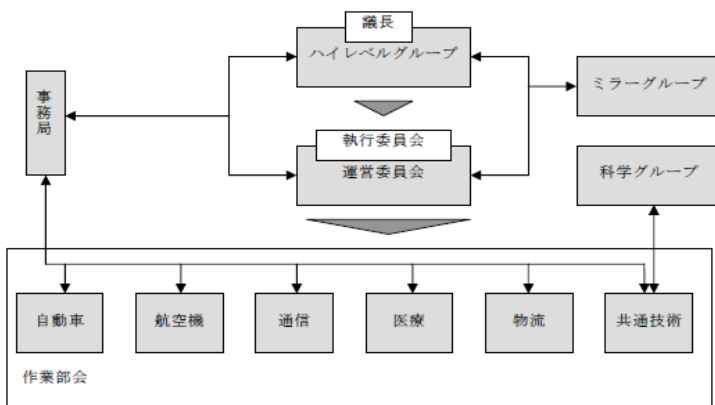 議長
ハイレベルグループ
事務局
ミラーグループ
執行委員会
運営委員会
科学グループ
自動車
航空機
通信
医療
物流
共通技術
作業部会